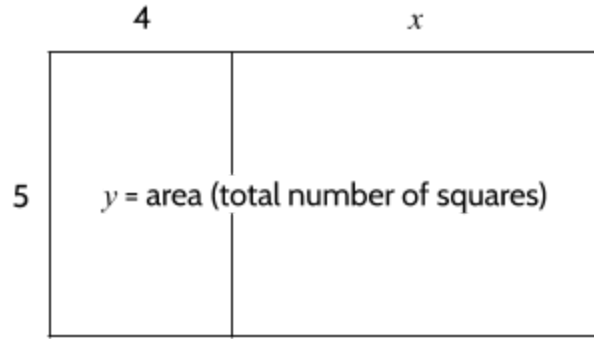 4 x
5 y = area (total number of squares)